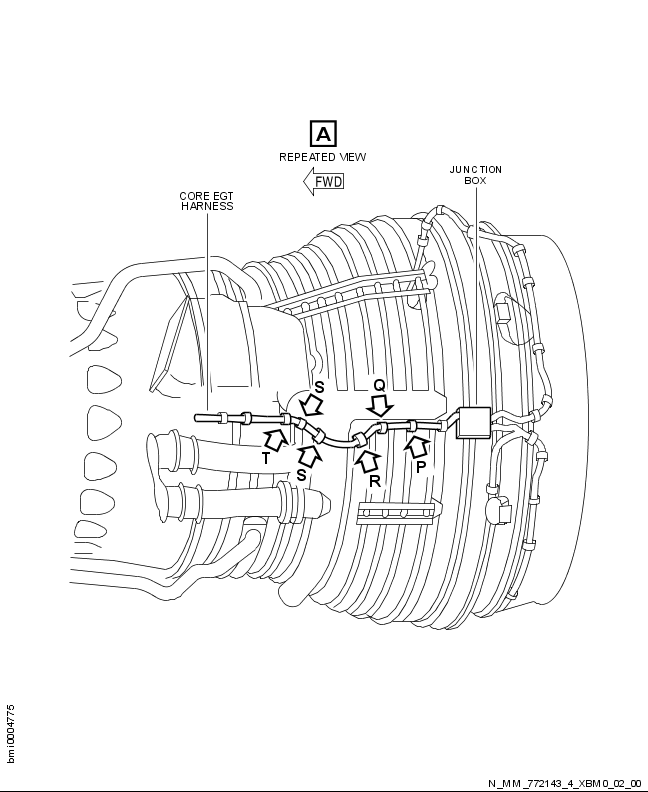 A
REPEATED VIEW
FWD
JUNCTION
BOX
CORE EGT
HARNESS
S
Q
T
S
R
P
bmi0004775
N_MM_772143_4_XBM0_02_00